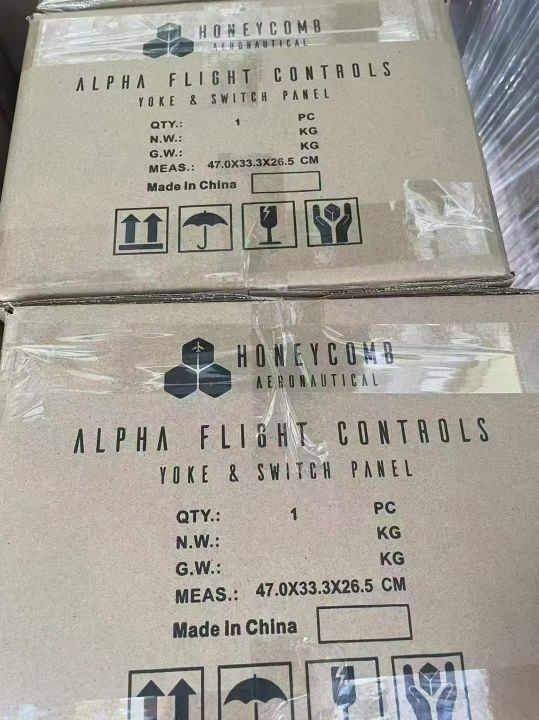 HONEYCOMB
AERONAUTICAL
ALPHA FLIGHT CONTROLS
YOKE & SWITCH PANEL
QTY.: 1 PC
N.W.: KG
G.W.: KG
MEAS.: 47.0X33.3X26.5 CM
Made In China
HONEYCOMB
AERONAUTICAL
ALPHA FLIGHT CONTROLS
YOKE & SWITCH PANEL
QTY.: 1 PC
N.W.: KG
G.W.: KG
MEAS.: 47.0X33.3X26.5 CM
Made In China